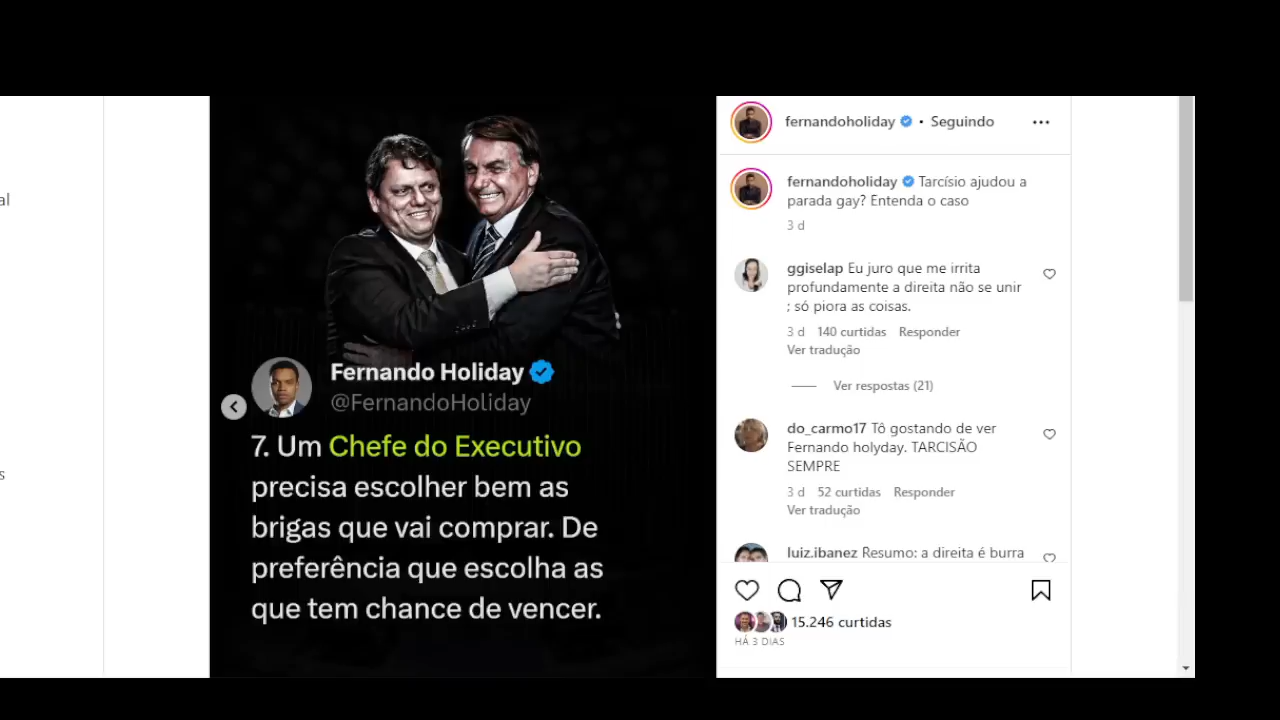 al
s
Fernando Holiday
@FernandoHoliday
7. Um Chefe do Executivo
precisa escolher bem as
brigas que vai comprar. De
preferência que escolha as
que tem chance de vencer.
fernandoholiday • Seguindo
fernandoholiday Tarcísio ajudou a
parada gay? Entenda o caso
3 d
ggiselap Eu juro que me irrita
profundamente a direita não se unir
; só piora as coisas.
3 d 140 curtidas Responder
Ver tradução
Ver respostas (21)
do_carmo17 Tô gostando de ver
Fernando holyday. TARCISÃO
SEMPRE
3 d 52 curtidas Responder
Ver tradução
luiz.ibanez Resumo: a direita é burra
15.246 curtidas
HÁ 3 DIAS